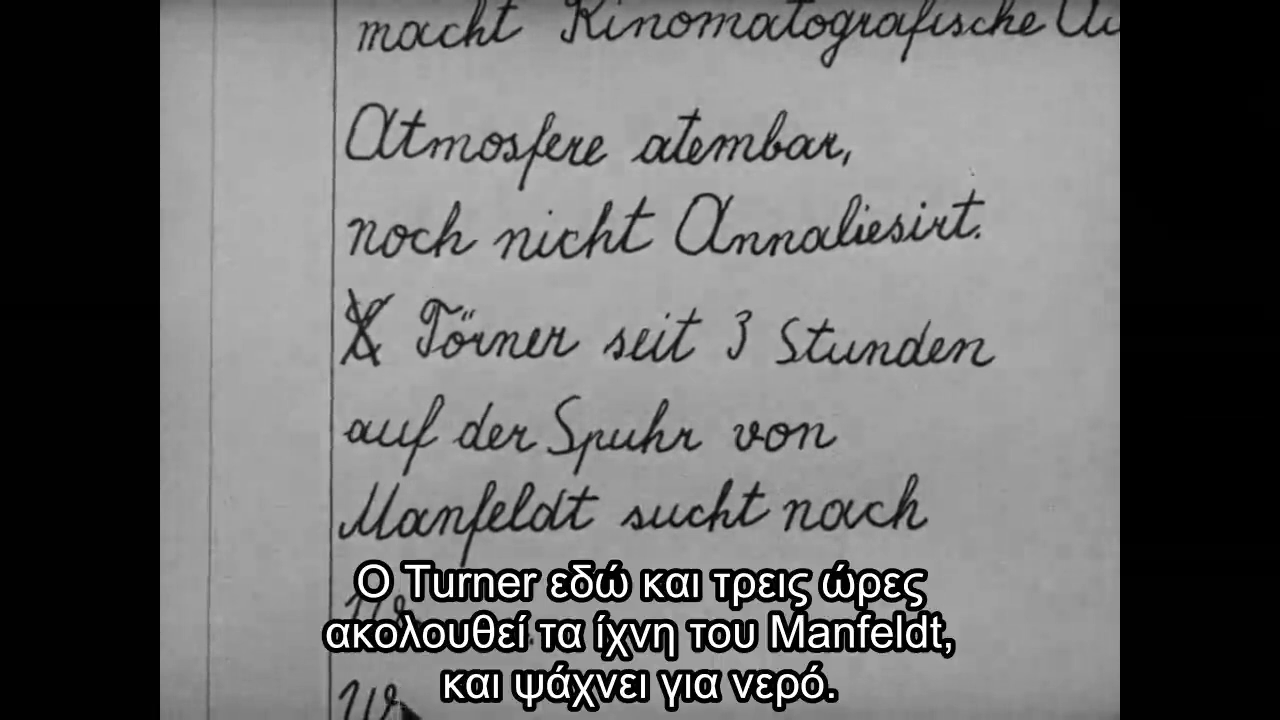 macht Kinomatografische
Atmosfere atembar,
noch nicht Annaliesirt.
Törner seit 3 Stunden
auf der Spuhr von
Manfeldt sucht nach
Ο Turner εδώ και τρεις ώρες
ακολουθεί τα ίχνη του Manfeldt,
και ψάχνει για νερό.